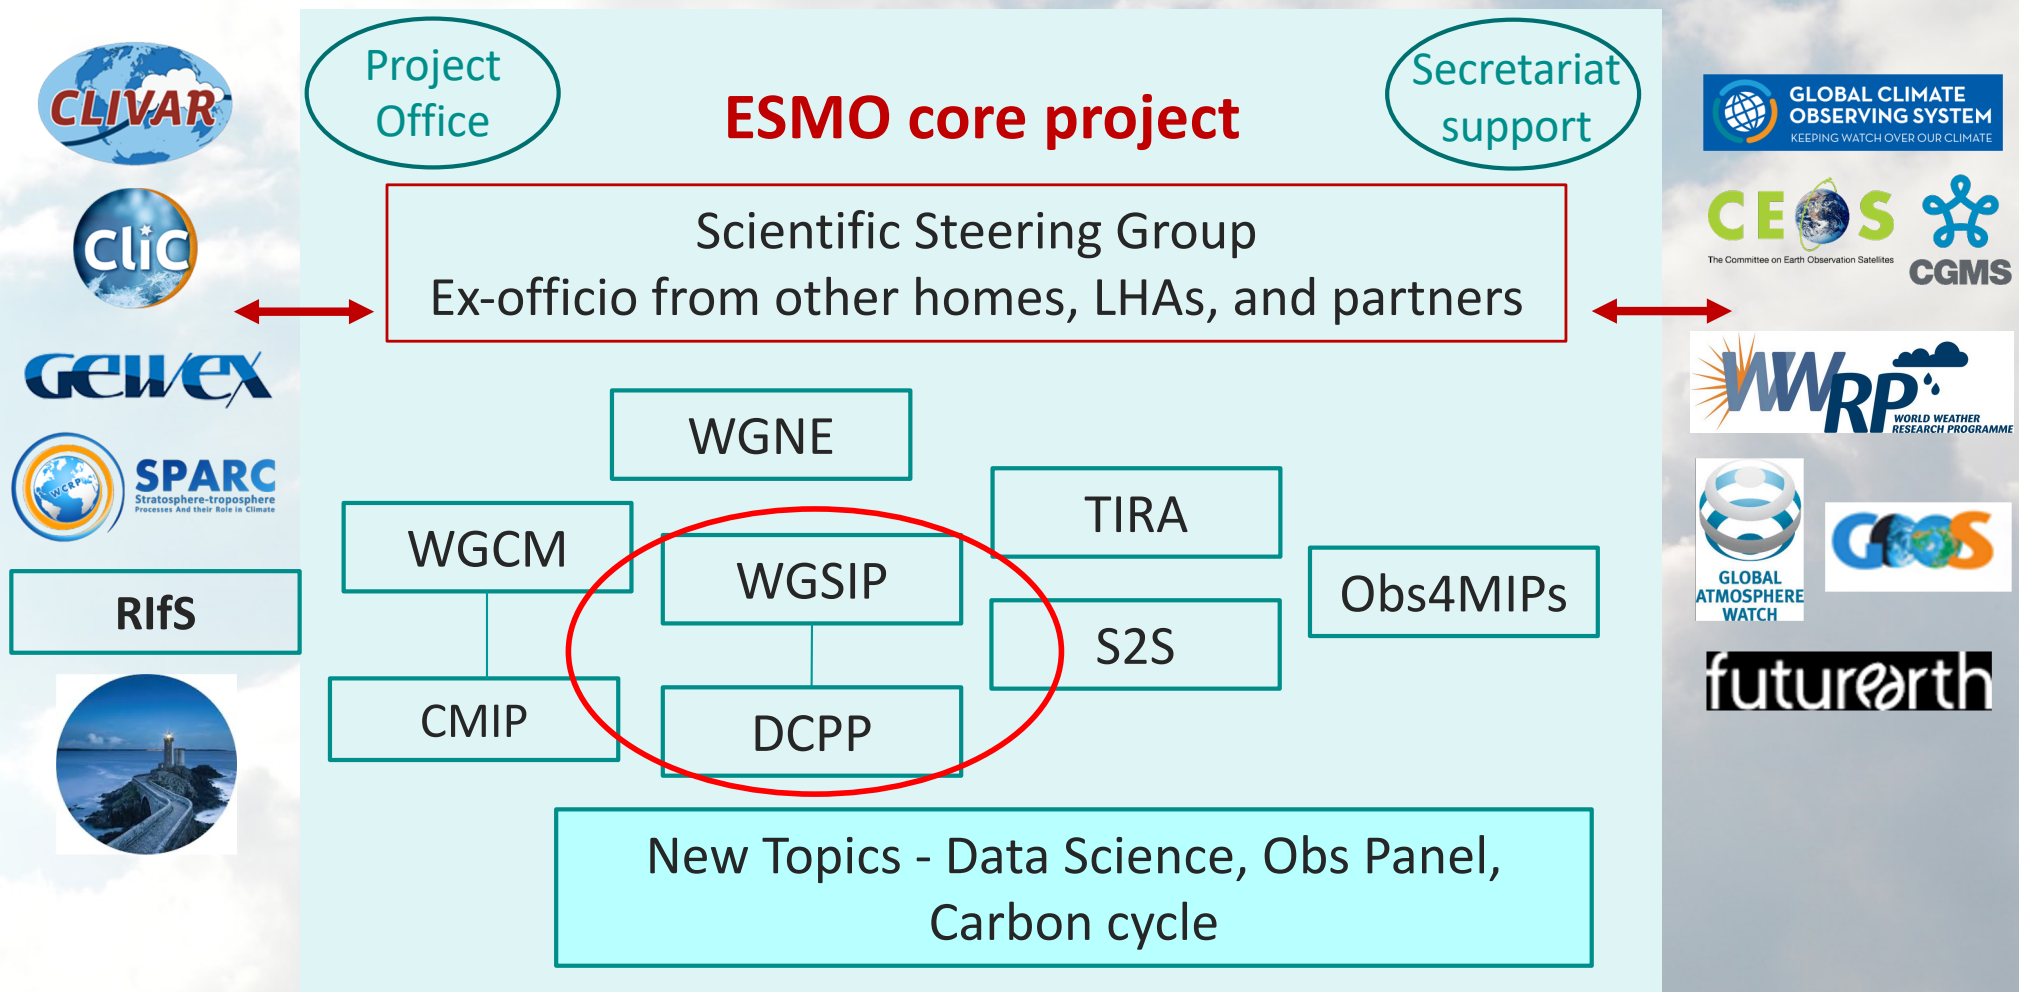 CLIVAR
CliC
GEWEX
WCRP
SPARC
Stratosphere-troposphere
Processes And their Role in Climate
RIfS
Project
Office
ESMO core project
Secretariat
support
Scientific Steering Group
Ex-officio from other homes, LHAs, and partners
WGNE
TIRA
WGCM
WGSIP
Obs4MIPs
S2S
CMIP
DCPP
New Topics - Data Science, Obs Panel,
Carbon cycle
GLOBAL CLIMATE
OBSERVING SYSTEM
KEEPING WATCH OVER OUR CLIMATE
CEOS
The Committee on Earth Observation Satellites
CGMS
WWRP
WORLD WEATHER
RESEARCH PROGRAMME
GLOBAL
ATMOSPHERE
WATCH
GOOS
futurearth